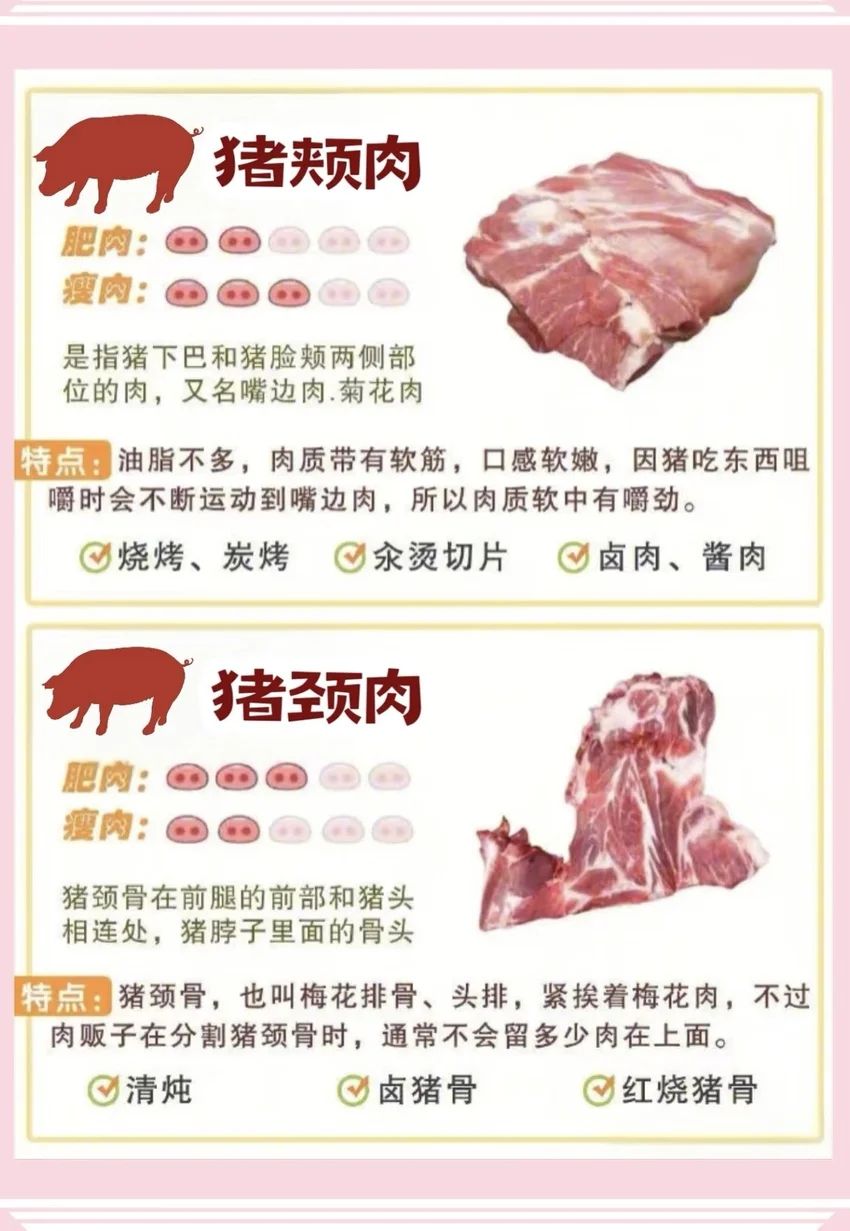 猪颊肉
肥肉：
瘦肉：
是指猪下巴和猪脸颊两侧部
位的肉，又名嘴边肉.菊花肉
特点：油脂不多，肉质带有软筋，口感软嫩，因猪吃东西咀
嚼时会不断运动到嘴边肉，所以肉质软中有嚼劲。
烧烤、炭烤 汆烫切片 卤肉、酱肉
猪颈肉
肥肉：
瘦肉：
猪颈骨在前腿的前部和猪头
相连处，猪脖子里面的骨头
特点：猪颈骨，也叫梅花排骨、头排，紧挨着梅花肉，不过
肉贩子在分割猪颈骨时，通常不会留多少肉在上面。
清炖 卤猪骨 红烧猪骨